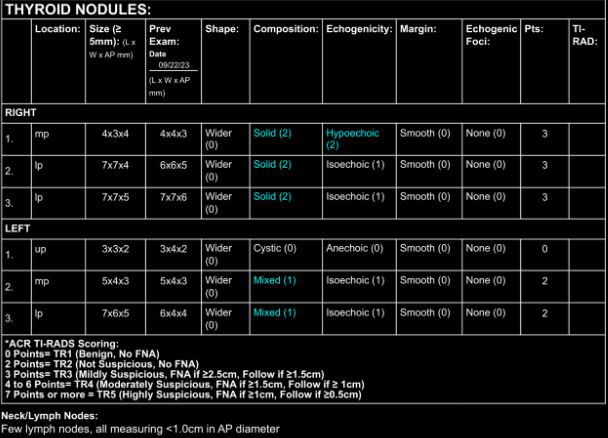 THYROID NODULES:
Location: Size (≥ 5mm): (L x W x AP mm) Prev Exam: Date 09/22/23 (L x W x AP mm) Shape: Composition: Echogenicity: Margin: Echogenic Foci: Pts: TI-RAD:
RIGHT
1. mp 4x3x4 4x4x3 Wider (0) Solid (2) Hypoechoic (2) Smooth (0) None (0) 3
2. lp 7x7x4 6x6x5 Wider (0) Solid (2) Isoechoic (1) Smooth (0) None (0) 3
3. lp 7x7x5 7x7x6 Wider (0) Solid (2) Isoechoic (1) Smooth (0) None (0) 3
LEFT
1. up 3x3x2 3x4x2 Wider (0) Cystic (0) Anechoic (0) Smooth (0) None (0) 0
2. mp 5x4x3 5x4x3 Wider (0) Mixed (1) Isoechoic (1) Smooth (0) None (0) 2
3. lp 7x6x5 6x4x4 Wider (0) Mixed (1) Isoechoic (1) Smooth (0) None (0) 2
*ACR TI-RADS Scoring:
0 Points= TR1 (Benign, No FNA)
2 Points= TR2 (Not Suspicious, No FNA)
3 Points= TR3 (Mildly Suspicious, FNA if ≥2.5cm, Follow if ≥1.5cm)
4 to 6 Points= TR4 (Moderately Suspicious, FNA if ≥1.5cm, Follow if ≥ 1cm)
7 Points or more = TR5 (Highly Suspicious, FNA if ≥1cm, Follow if ≥0.5cm)
Neck/Lymph Nodes:
Few lymph nodes, all measuring <1.0cm in AP diameter